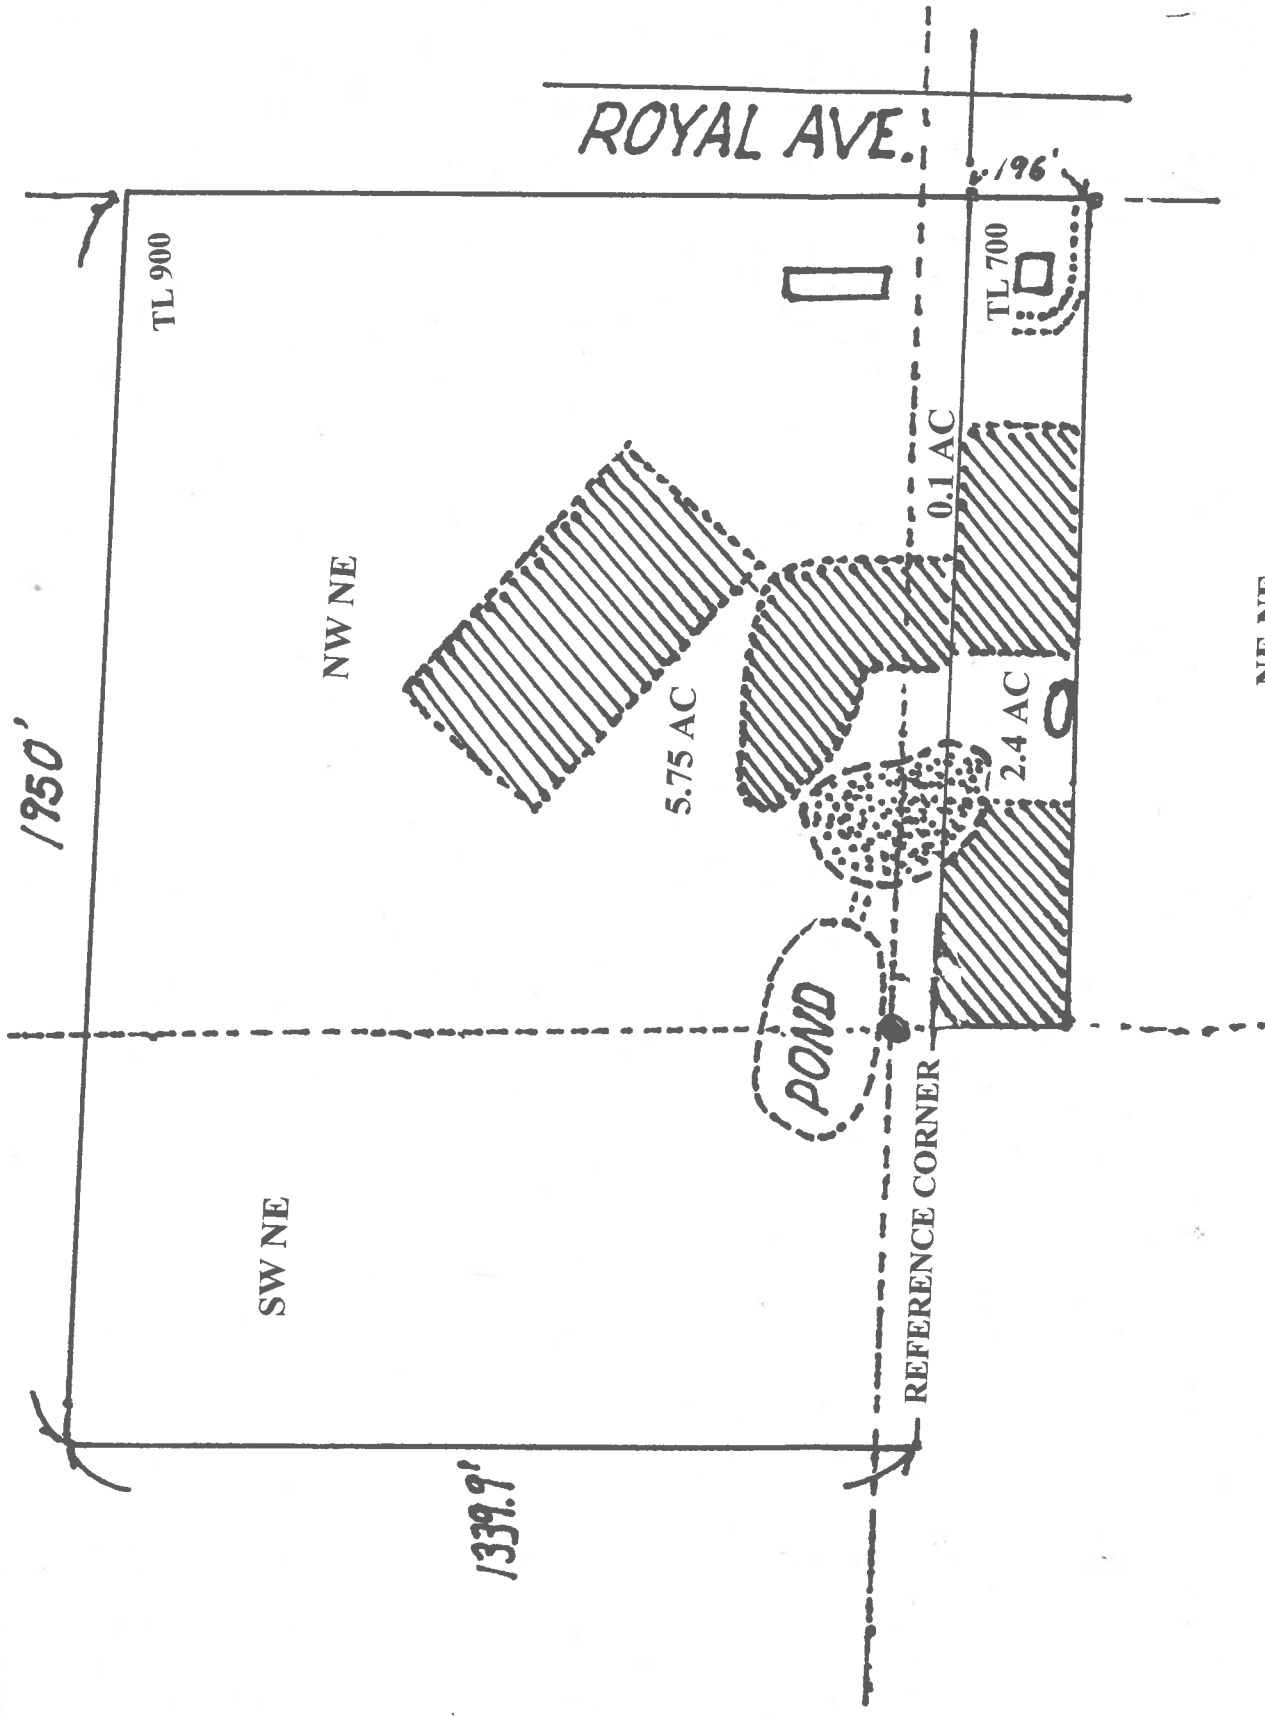 ROYAL AVE.
196'
TL 900
TL 700
0.1 AC
NW NE
NE NE
5.75 AC
2.4 AC
1950'
POND
REFERENCE CORNER
SW NE
1339.9'